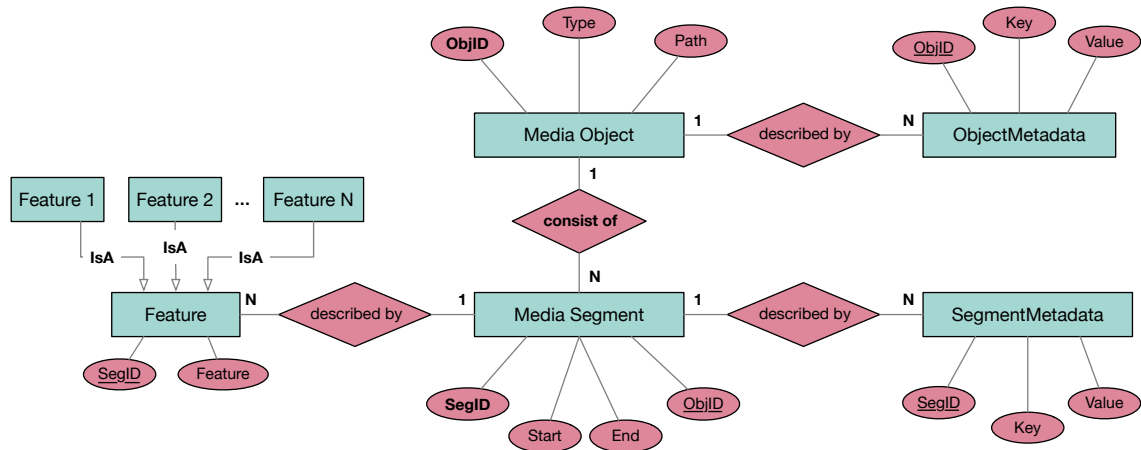 Type
Key
ObjID
Path
ObjID
Value
Media Object
1
described by
N
ObjectMetadata
1
Feature 1
Feature 2
...
Feature N
consist of
IsA
IsA
IsA
N
Feature
N
described by
1
Media Segment
1
described by
N
SegmentMetadata
SegID
Feature
SegID
ObjID
SegID
Value
Start
End
Key